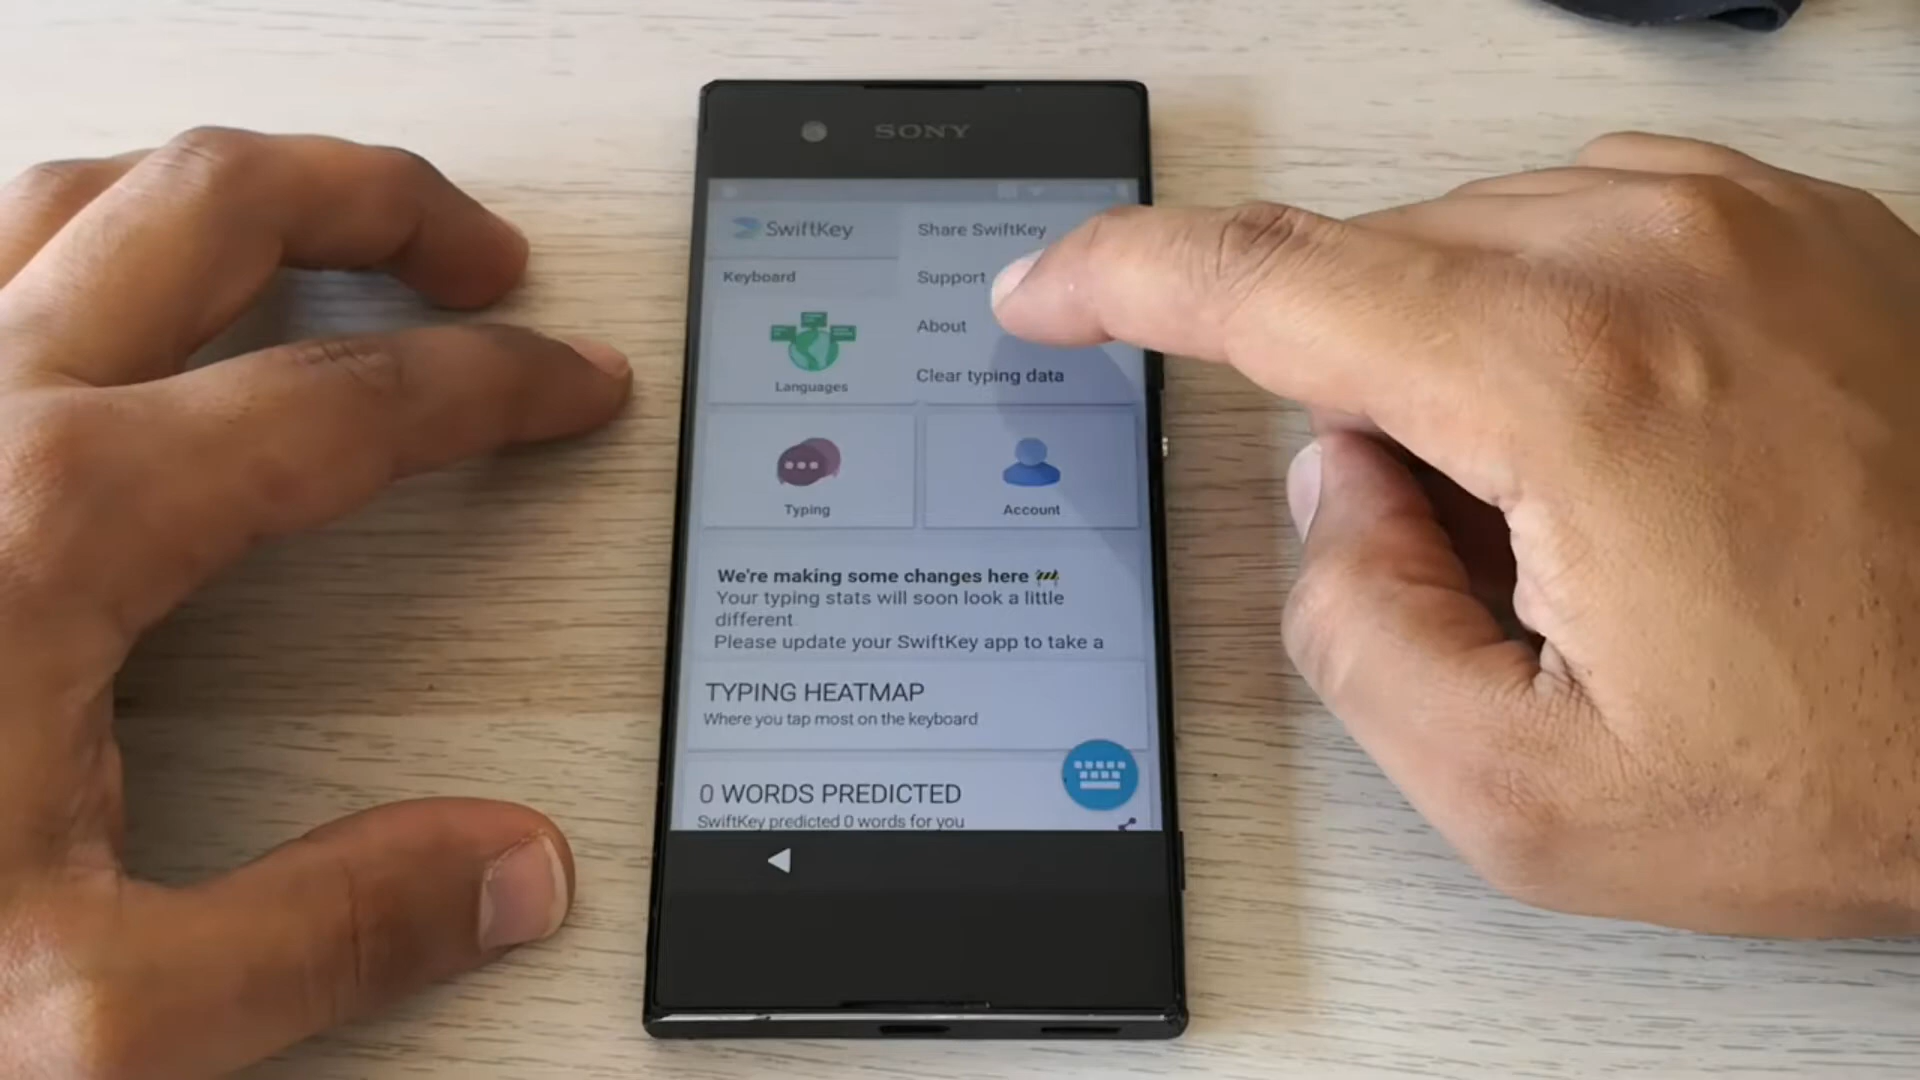 SONY
SwiftKey
Share SwiftKey
Keyboard
Support
About
Languages
Clear typing data
Typing
Account
We're making some changes here 🚧
Your typing stats will soon look a little
different.
Please update your SwiftKey app to take a
TYPING HEATMAP
Where you tap most on the keyboard
0 WORDS PREDICTED
SwiftKey predicted 0 words for you